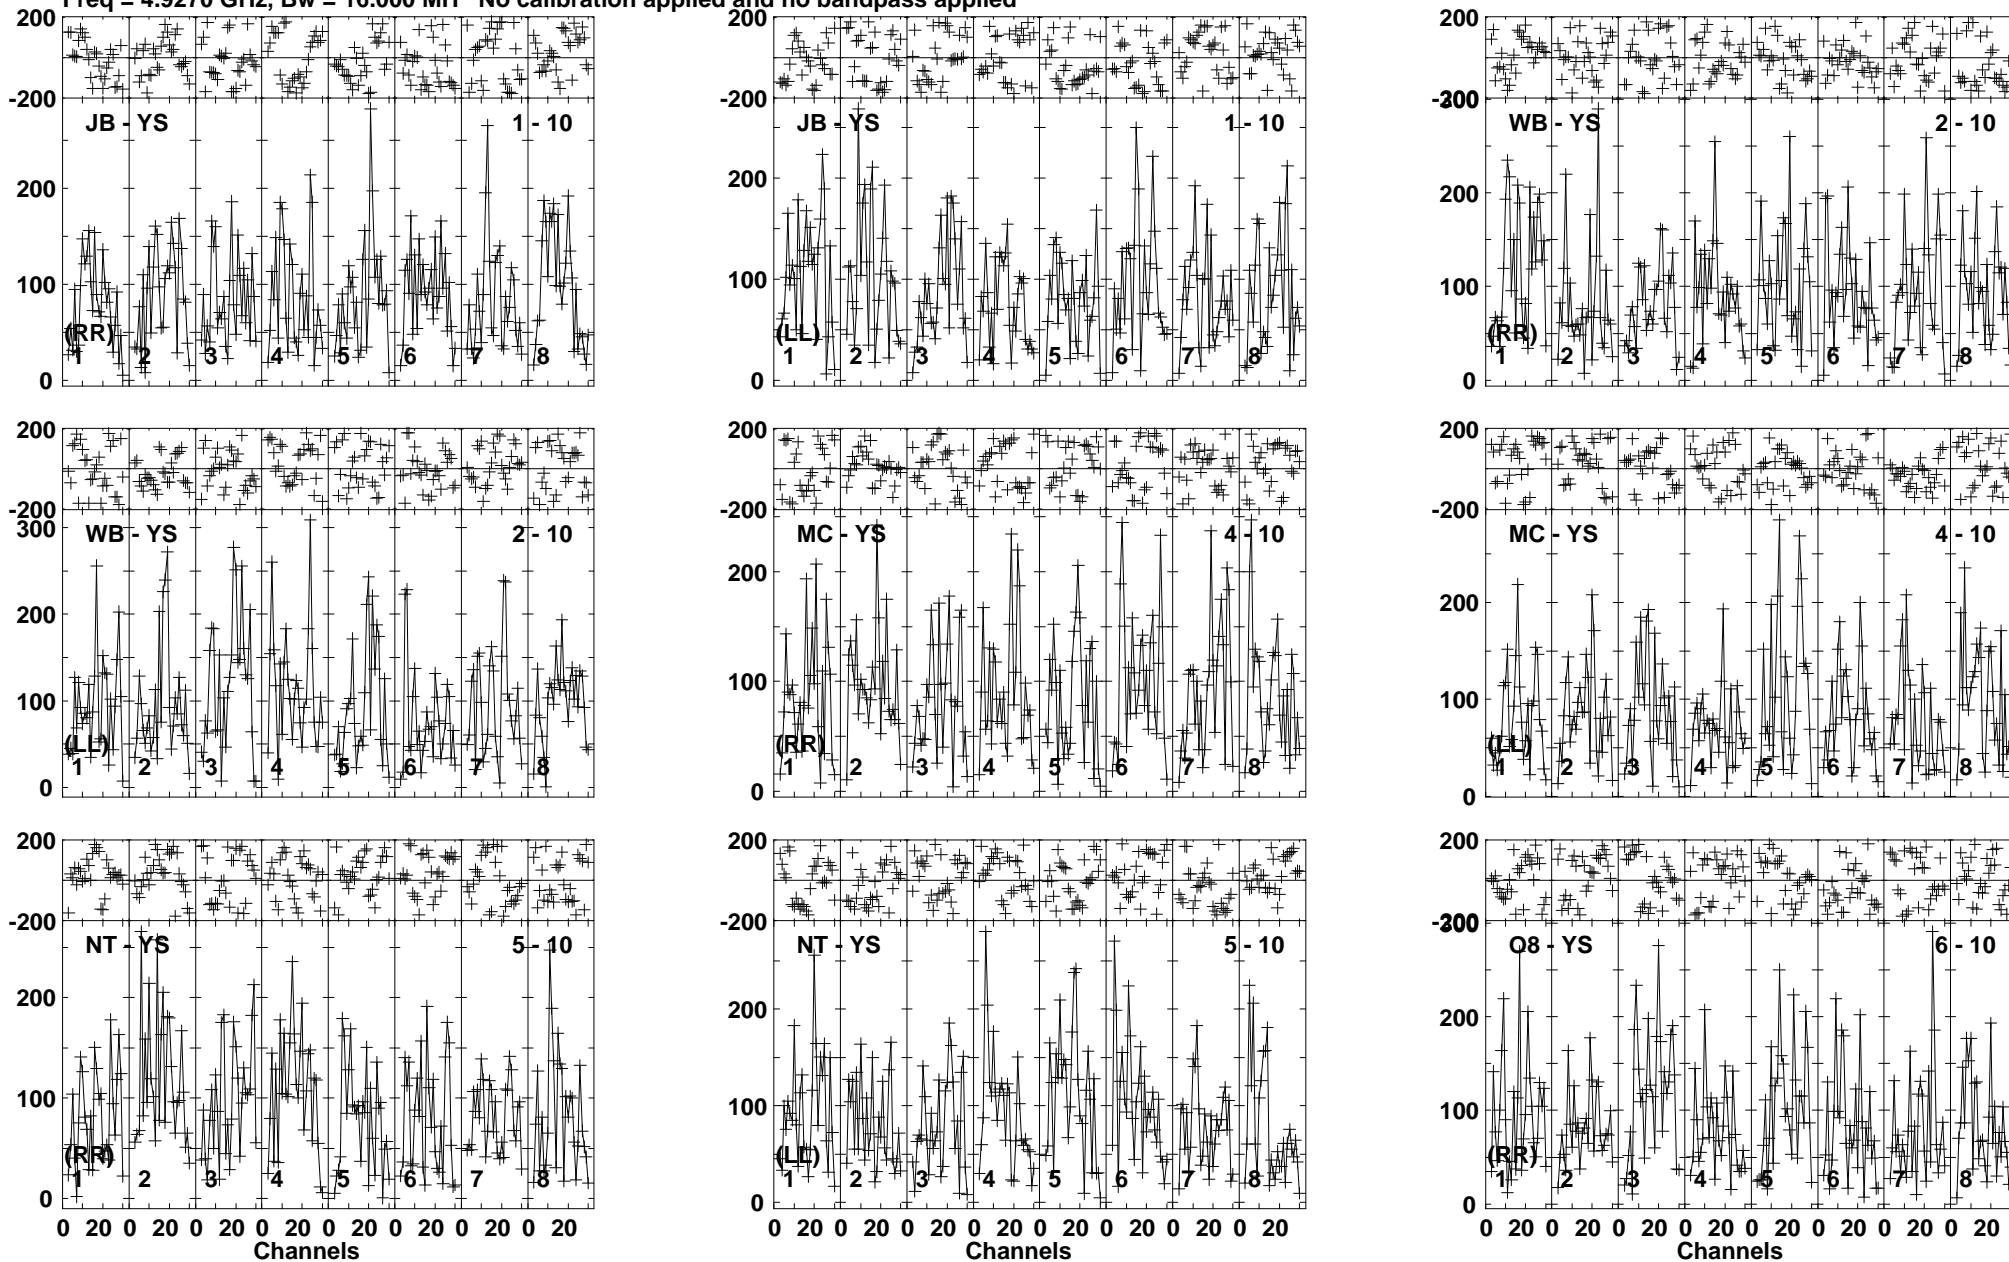 Freq = 4.9270 GHz, Bw = 16.000 MH No calibration applied and no bandpass applied
200 200 200
-200 -200 -200
300
JB - YS 1 - 10 JB - YS 1 - 10 WB - YS 2 - 10
200 200 200
100 100 100
(RR) (LL) (RR)
1 2 3 4 5 6 7 8 1 2 3 4 5 6 7 8 1 2 3 4 5 6 7 8
0 0 0
200 200 200
-200 -200 -200
300
WB - YS 2 - 10 MC - YS 4 - 10 MC - YS 4 - 10
200 200 200
100 100 100
(LL) (RR) (LL)
1 2 3 4 5 6 7 8 1 2 3 4 5 6 7 8 1 2 3 4 5 6 7 8
0 0 0
200 200 200
-200 -200 -200
300
NT - YS 5 - 10 NT - YS 5 - 10 O8 - YS 6 - 10
200 200 200
100 100 100
(RR) (LL) (RR)
1 2 3 4 5 6 7 8 1 2 3 4 5 6 7 8 1 2 3 4 5 6 7 8
0 0 0
0 20 0 20 0 20 0 20 0 20 0 20 0 20 0 20 0 20 0 20 0 20 0 20 0 20 0 20 0 20 0 20 0 20 0 20 0 20 0 20 0 20 0 20 0 20 0 20
Channels Channels Channels